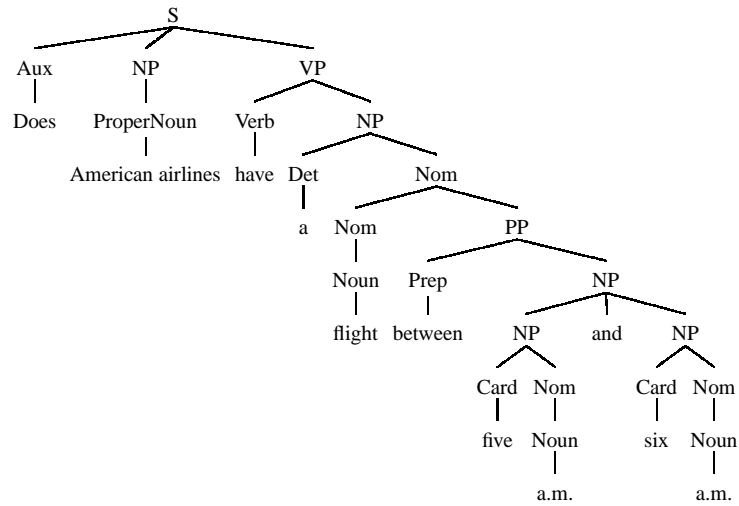 S
Aux NP VP
Does ProperNoun Verb NP
American airlines have Det Nom
a Nom PP
Noun Prep NP
flight between NP and NP
Card Nom Card Nom
five Noun six Noun
a.m. a.m.